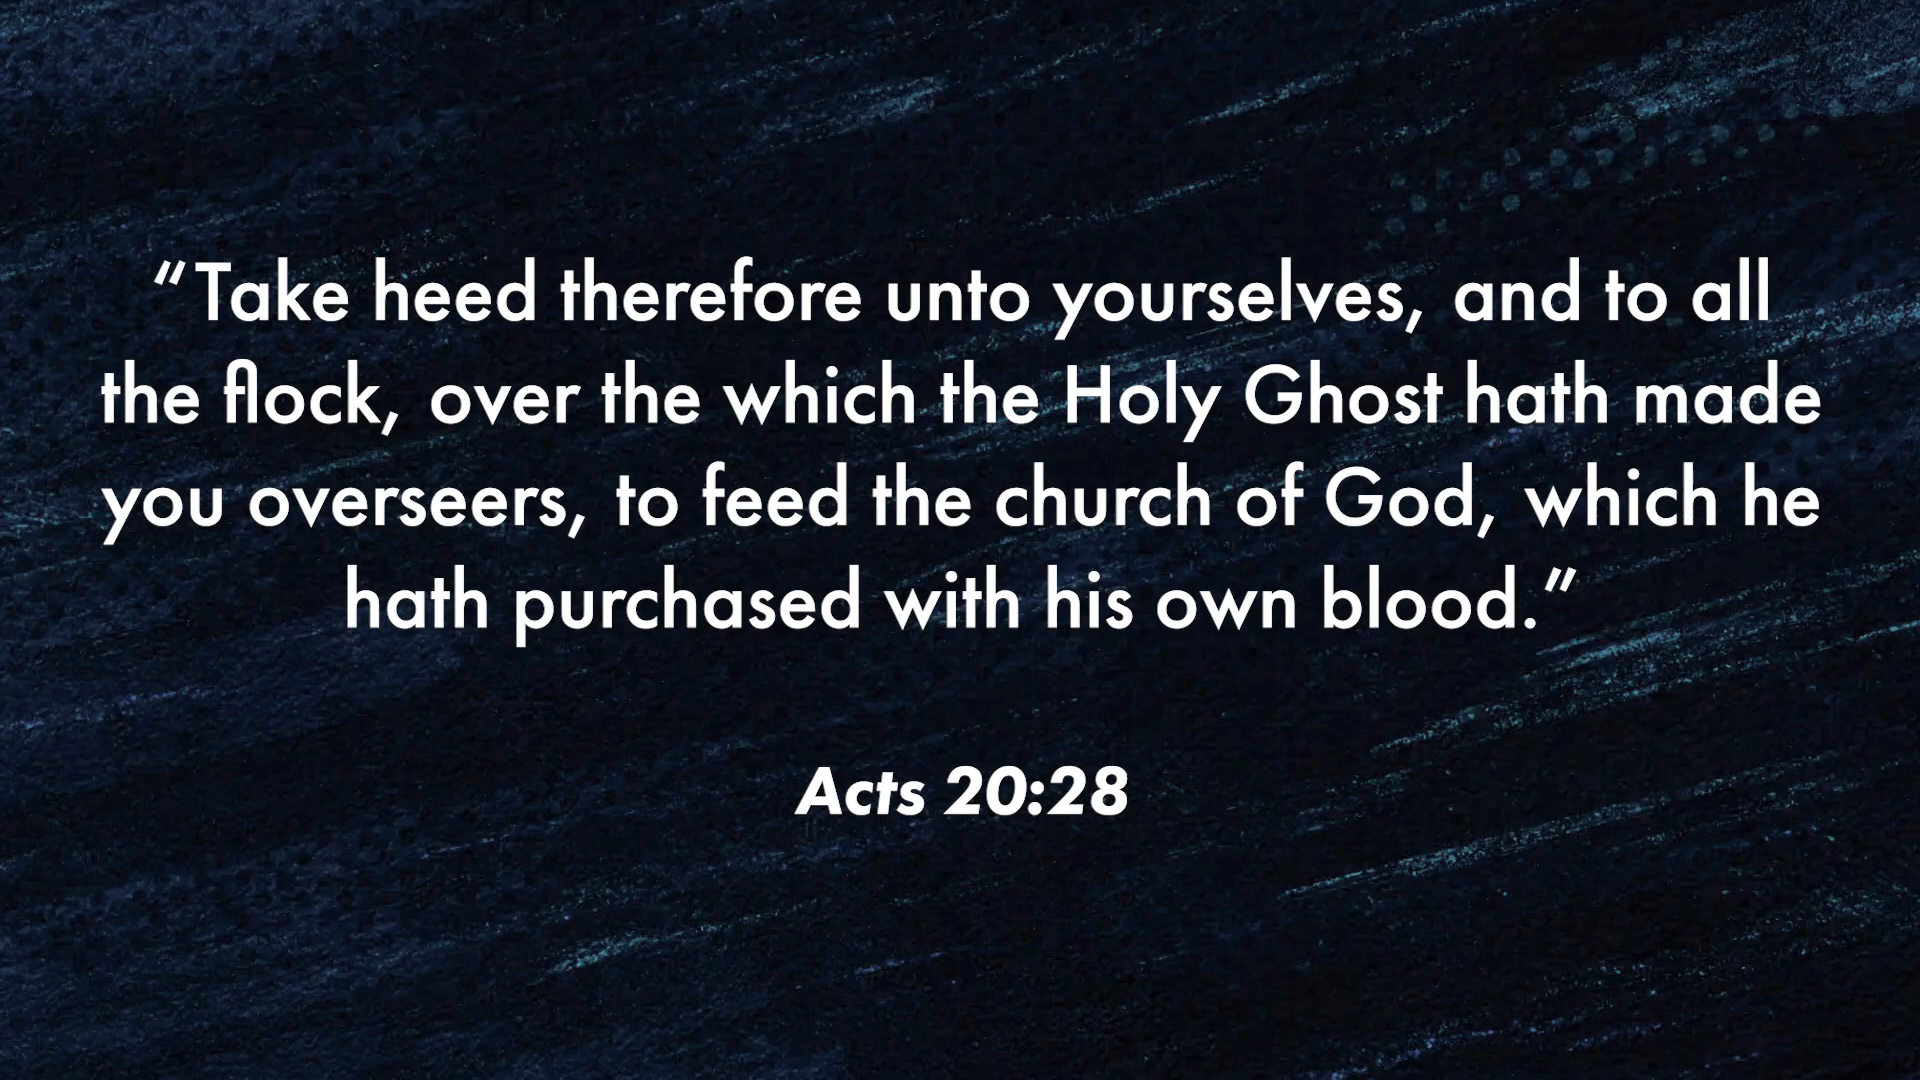 “Take heed therefore unto yourselves, and to all
the flock, over the which the Holy Ghost hath made
you overseers, to feed the church of God, which he
hath purchased with his own blood.”
Acts 20:28